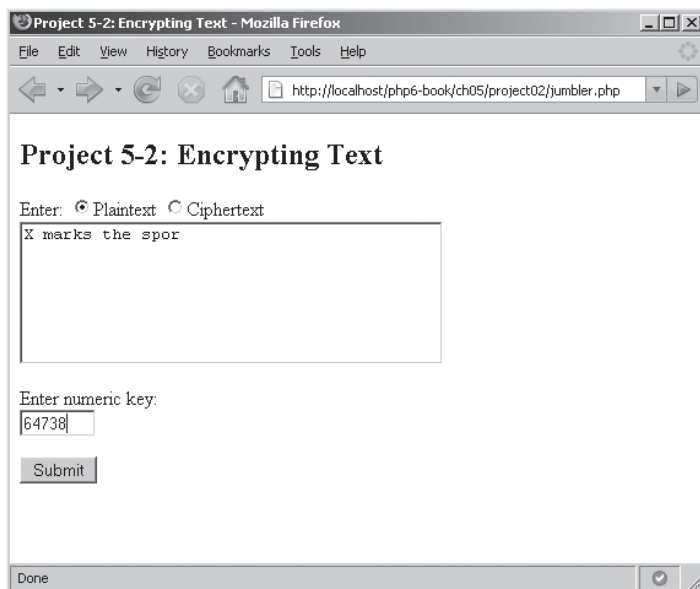 Project 5-2: Encrypting Text - Mozilla Firefox
File Edit View History Bookmarks Tools Help
http://localhost/php6-book/ch05/project02/jumbler.php
Project 5-2: Encrypting Text
Enter: Plaintext Ciphertext
X marks the spor
Enter numeric key:
64738
Submit
Done